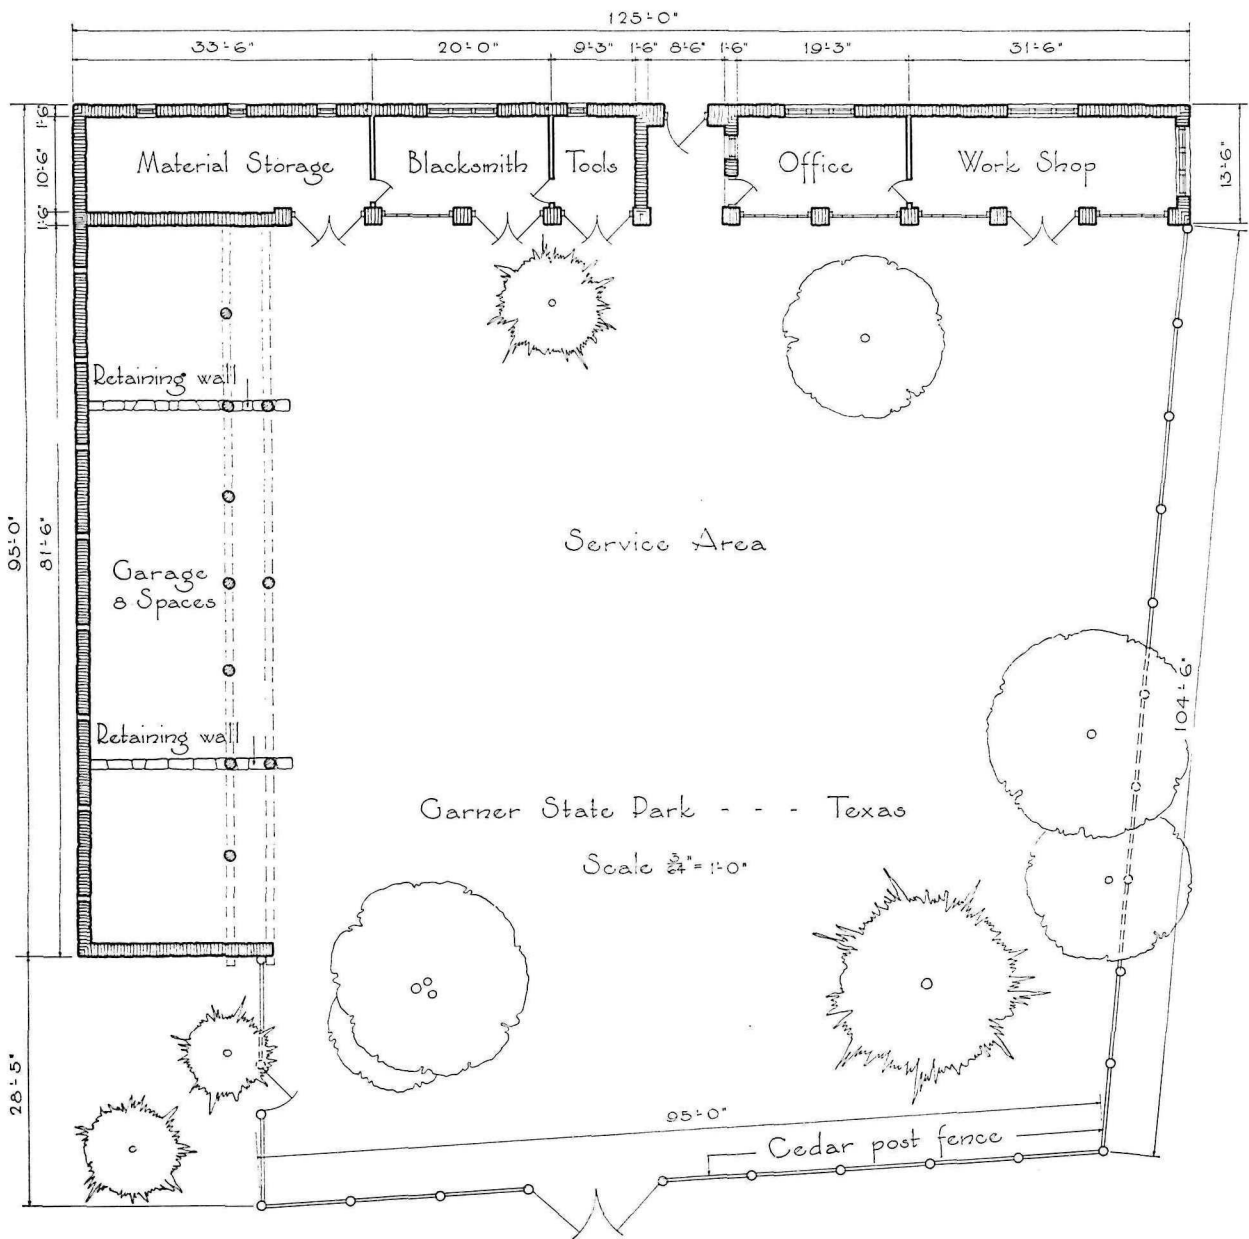 125'-0"
33'-6" 20'-0" 9'-3" 1'-6" 8'-6" 1'-6" 19'-3" 31'-6"
1'-6"
10'-6"
1'-6"
13'-6"
Material Storage Blacksmith Tools Office Work Shop
Retaining wall
95'-0"
81'-6"
Service Area
Garage
8 Spaces
104'-6"
Retaining wall
Garner State Park - - - Texas
Scale 3/64" = 1'-0"
28'-5"
95'-0"
Cedar post fence